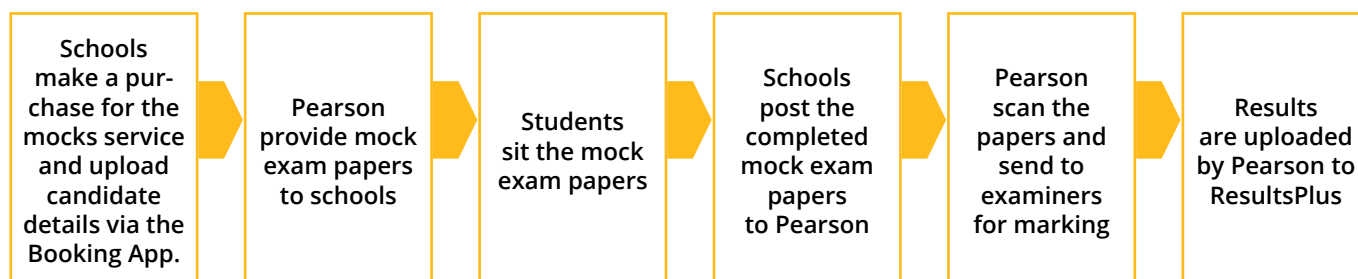 Schools
make a pur-
chase for the
mocks service
and upload
candidate
details via the
Booking App.
Pearson
provide mock
exam papers
to schools
Students
sit the mock
exam papers
Schools
post the
completed
mock exam
papers
to Pearson
Pearson
scan the
papers and
send to
examiners
for marking
Results
are uploaded
by Pearson to
ResultsPlus